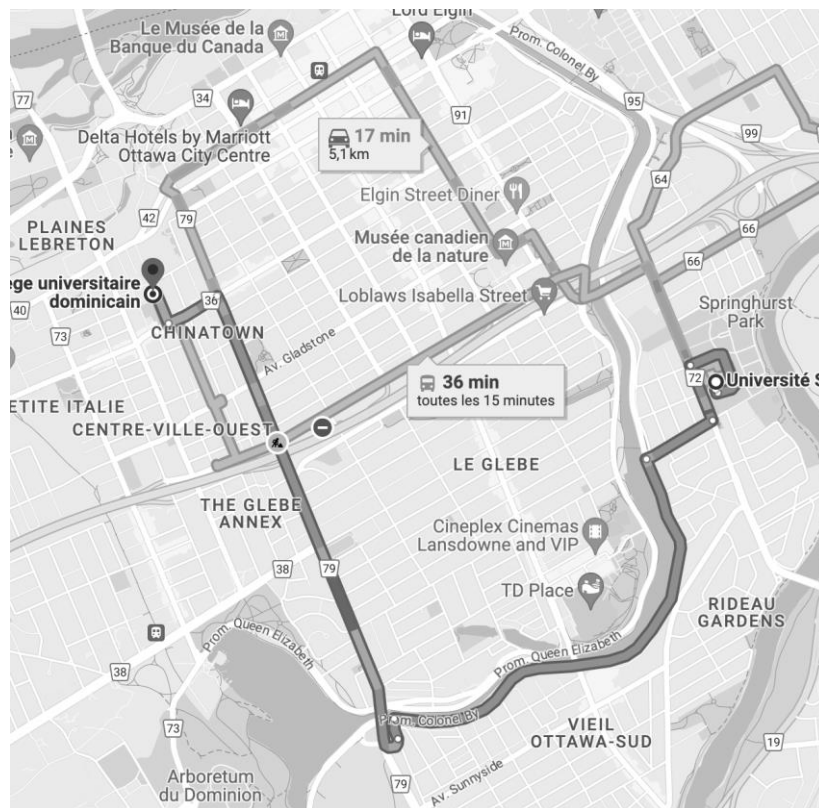 Lord Elgin
Le Musée de la
Banque du Canada
Prom. Colonel By
77
34
95
91
99
Delta Hotels by Marriott
Ottawa City Centre
17 min
5,1 km
64
Elgin Street Diner
42
79
PLAINES
LEBRETON
Musée canadien
de la nature
66
66
ege universitaire
dominicain
36
40
Loblaws Isabella Street
Springhurst
Park
73
CHINATOWN
Av. Gladstone
36 min
toutes les 15 minutes
72
Université S
ETITE ITALIE
CENTRE-VILLE-OUEST
LE GLEBE
THE GLEBE
ANNEX
Cineplex Cinemas
Lansdowne and VIP
38
79
TD Place
RIDEAU
GARDENS
Prom. Queen Elizabeth
Prom. Queen Elizabeth
38
Prom. Colonel By
73
VIEIL
OTTAWA-SUD
19
Arboretum
du Dominion
79
Av. Sunnyside